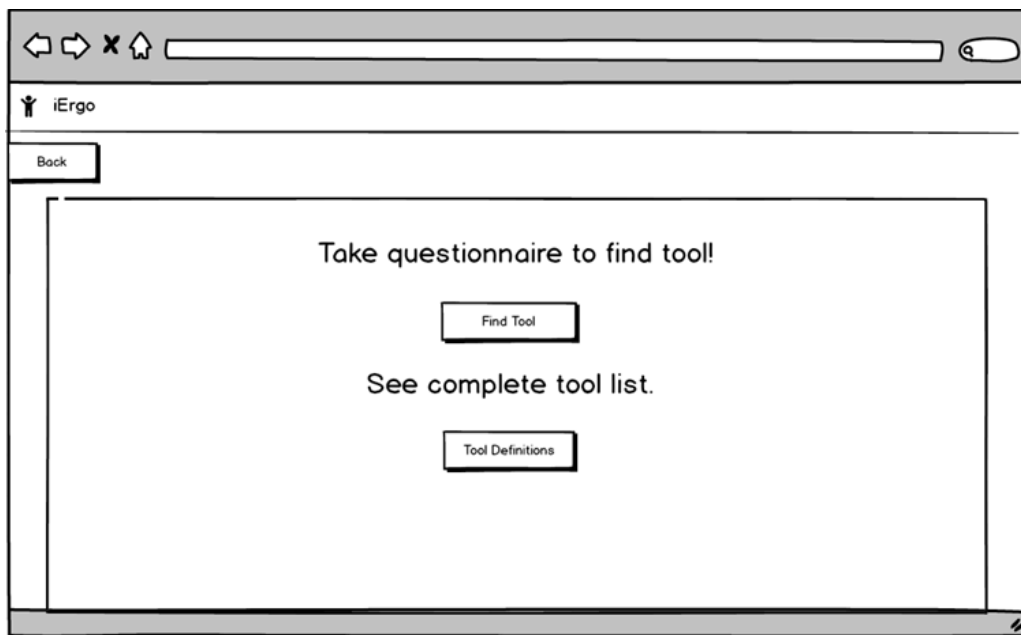 iErgo
Back
Take questionnaire to find tool!
Find Tool
See complete tool list.
Tool Definitions